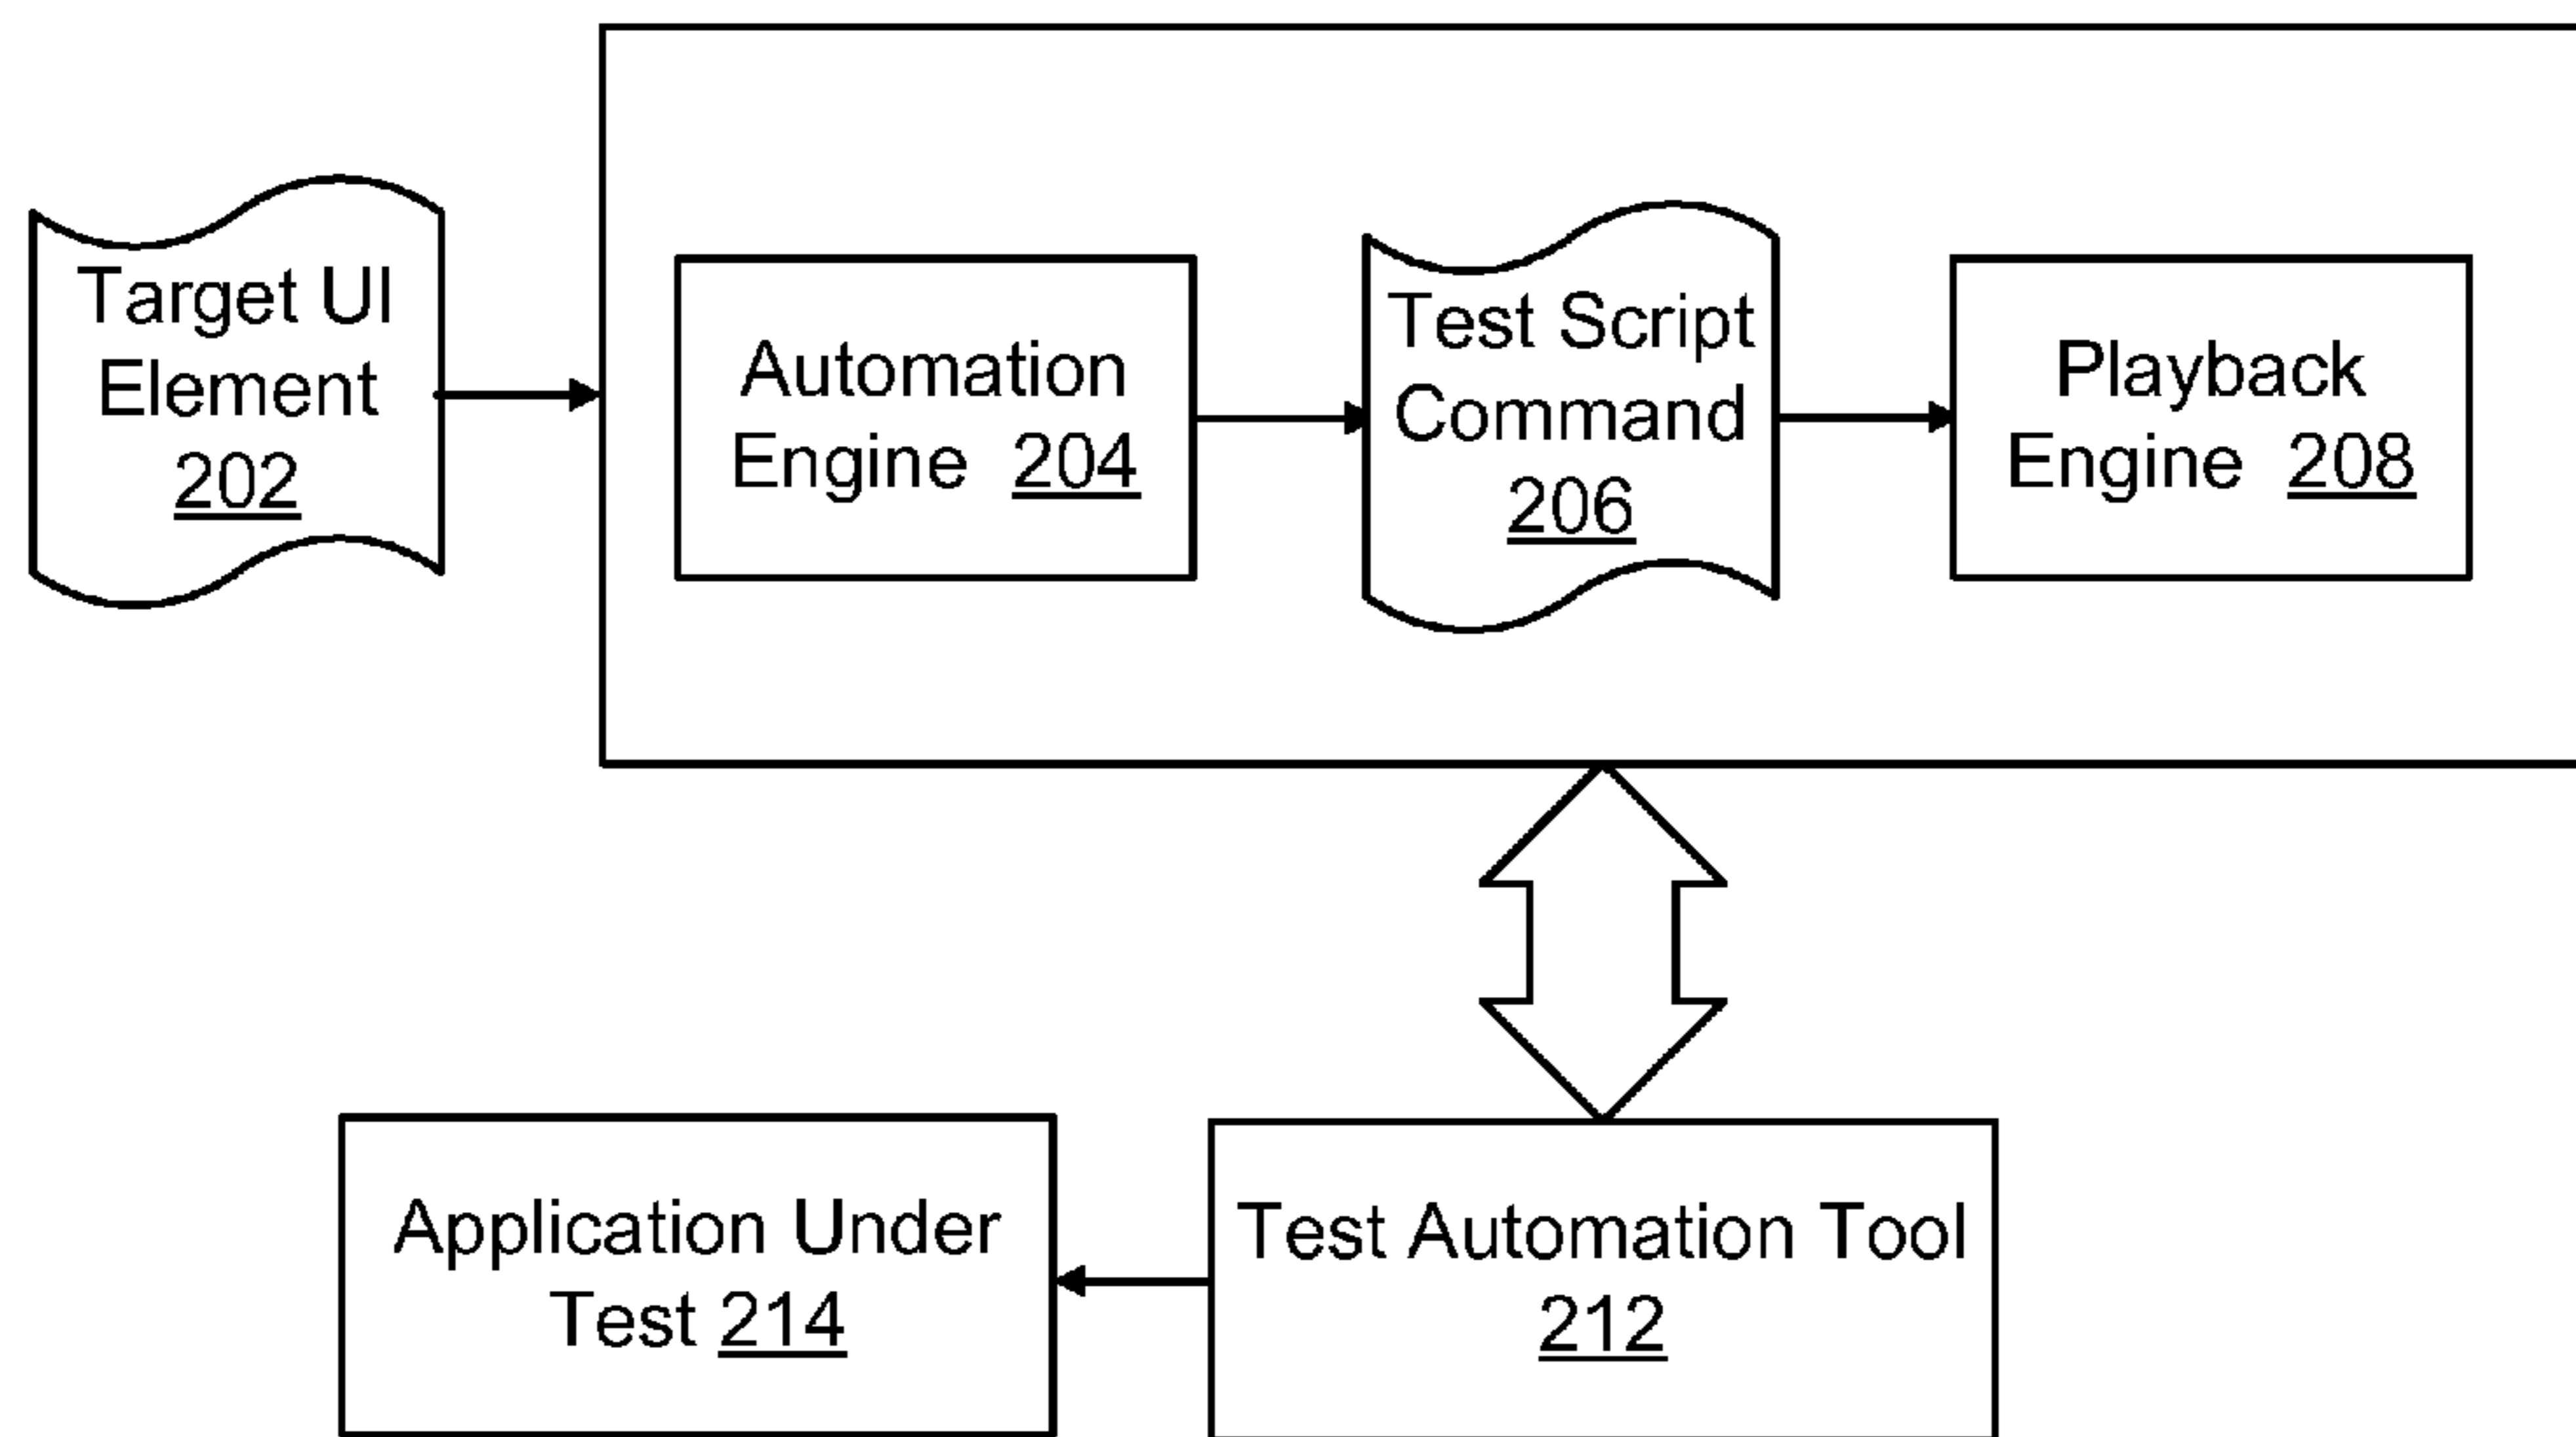 Target UI
Element
202
Automation
Engine 204
Test Script
Command
206
Playback
Engine 208
Application Under
Test 214
Test Automation Tool
212